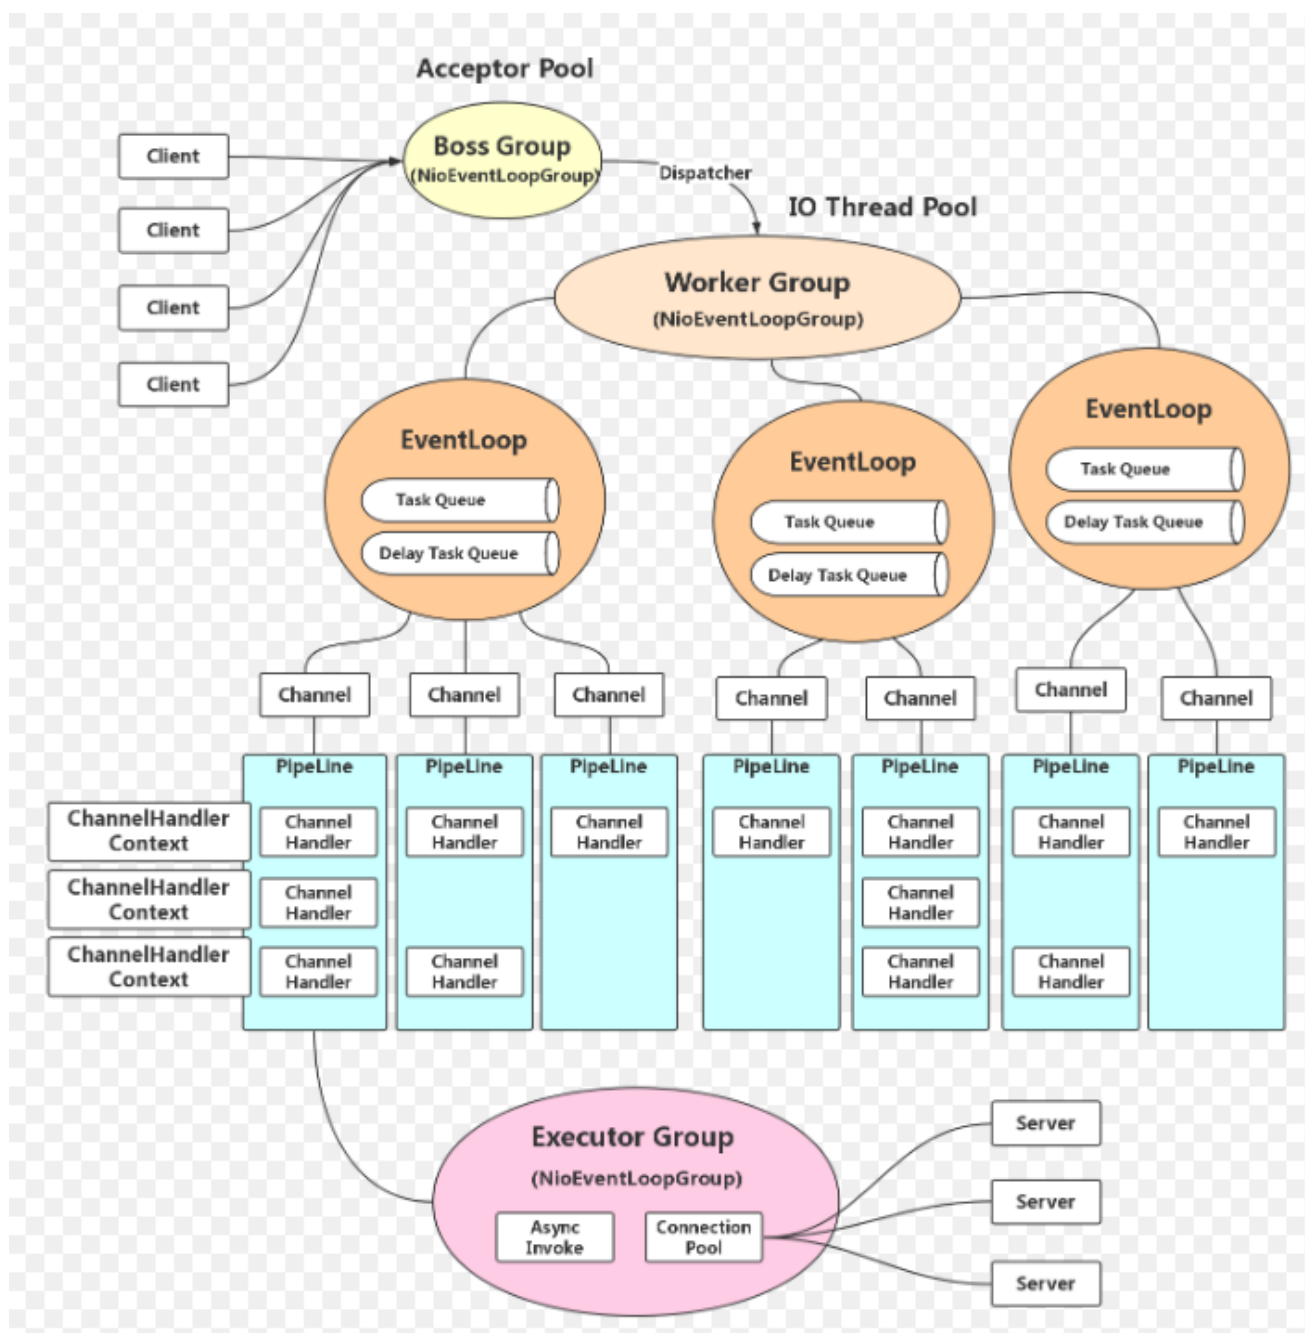 Acceptor Pool
Boss Group
(NioEventLoopGroup)
Client
Client
Client
Client
Dispatcher
IO Thread Pool
Worker Group
(NioEventLoopGroup)
EventLoop
Task Queue
Delay Task Queue
EventLoop
Task Queue
Delay Task Queue
EventLoop
Task Queue
Delay Task Queue
Channel
Channel
Channel
Channel
Channel
Channel
Channel
PipeLine
PipeLine
PipeLine
PipeLine
PipeLine
PipeLine
PipeLine
ChannelHandler
Context
Channel
Handler
Channel
Handler
Channel
Handler
Channel
Handler
Channel
Handler
Channel
Handler
Channel
Handler
ChannelHandler
Context
Channel
Handler
Channel
Handler
ChannelHandler
Context
Channel
Handler
Channel
Handler
Channel
Handler
Channel
Handler
Executor Group
(NioEventLoopGroup)
Async
Invoke
Connection
Pool
Server
Server
Server